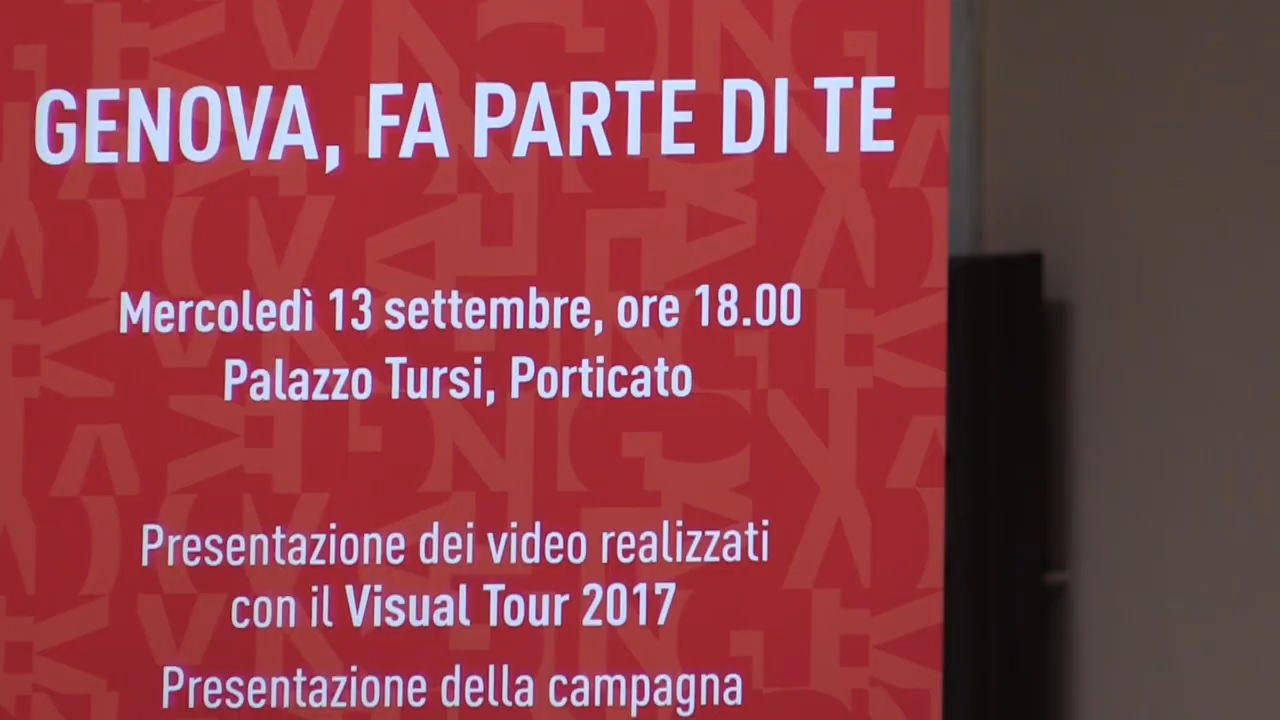 GENOVA, FA PARTE DI TE
Mercoledì 13 settembre, ore 18.00
Palazzo Tursi, Porticato
Presentazione dei video realizzati
con il Visual Tour 2017
Presentazione della campagna